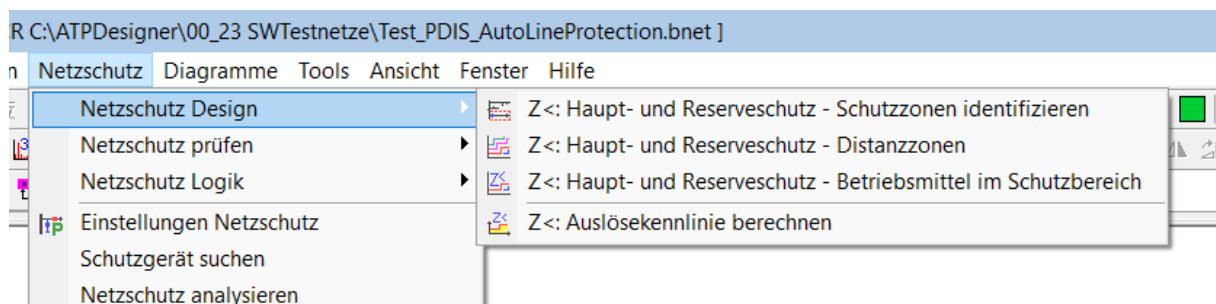 R C:\ATPDesigner\00_23 SWTestnetze\Test_PDIS_AutoLineProtection.bnet ]
n Netzschutz Diagramme Tools Ansicht Fenster Hilfe
Netzschutz Design
Z<: Haupt- und Reserveschutz - Schutzzonen identifizieren
Netzschutz prüfen
Z<: Haupt- und Reserveschutz - Distanzzonen
Netzschutz Logik
Z<: Haupt- und Reserveschutz - Betriebsmittel im Schutzbereich
Einstellungen Netzschutz
Z<: Auslösekennlinie berechnen
Schutzgerät suchen
Netzschutz analysieren